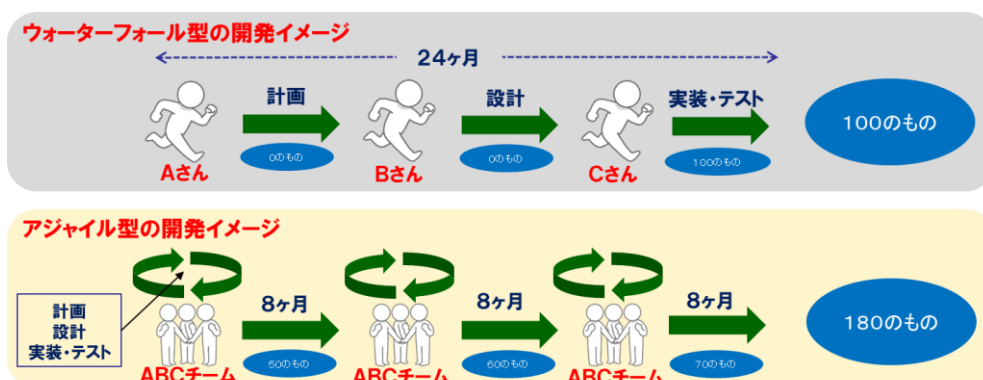 ウォーターフォール型の開発イメージ
24ヶ月
計画
設計
実装・テスト
100のもの
0のもの
0のもの
100のもの
Aさん
Bさん
Cさん
アジャイル型の開発イメージ
計画
設計
実装・テスト
8ヶ月
8ヶ月
8ヶ月
180のもの
50のもの
60のもの
70のもの
ABCチーム
ABCチーム
ABCチーム